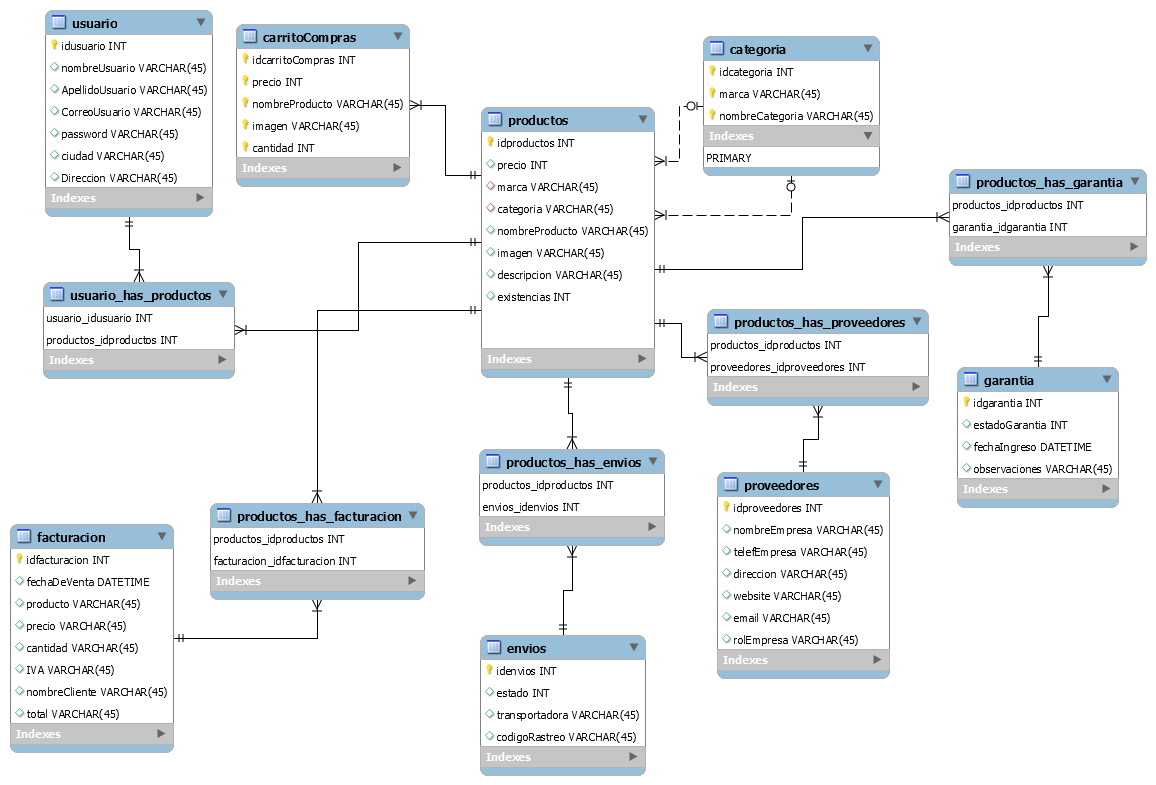 usuario
idusuario INT
nombreUsuario VARCHAR(45)
ApellidoUsuario VARCHAR(45)
CorreoUsuario VARCHAR(45)
password VARCHAR(45)
ciudad VARCHAR(45)
Direccion VARCHAR(45)
Indexes
carritoCompras
idcarritoCompras INT
precio INT
nombreProducto VARCHAR(45)
imagen VARCHAR(45)
cantidad INT
Indexes
categoria
idcategoria INT
marca VARCHAR(45)
nombreCategoria VARCHAR(45)
Indexes
PRIMARY
productos
idproductos INT
precio INT
marca VARCHAR(45)
categoria VARCHAR(45)
nombreProducto VARCHAR(45)
imagen VARCHAR(45)
descripcion VARCHAR(45)
existencias INT
Indexes
productos_has_garantia
productos_idproductos INT
garantia_idgarantia INT
Indexes
usuario_has_productos
usuario_idusuario INT
productos_idproductos INT
Indexes
productos_has_proveedores
productos_idproductos INT
proveedores_idproveedores INT
Indexes
garantia
idgarantia INT
estadoGarantia INT
fechaIngreso DATETIME
observaciones VARCHAR(45)
Indexes
productos_has_envios
productos_idproductos INT
envios_idenvios INT
Indexes
proveedores
idproveedores INT
nombreEmpresa VARCHAR(45)
telefEmpresa VARCHAR(45)
direccion VARCHAR(45)
website VARCHAR(45)
email VARCHAR(45)
rolEmpresa VARCHAR(45)
Indexes
productos_has_facturacion
productos_idproductos INT
facturacion_idfacturacion INT
Indexes
facturacion
idfacturacion INT
fechaDeVenta DATETIME
producto VARCHAR(45)
precio VARCHAR(45)
cantidad VARCHAR(45)
IVA VARCHAR(45)
nombreCliente VARCHAR(45)
total VARCHAR(45)
Indexes
envios
idenvios INT
estado INT
transportadora VARCHAR(45)
codigoRastreo VARCHAR(45)
Indexes